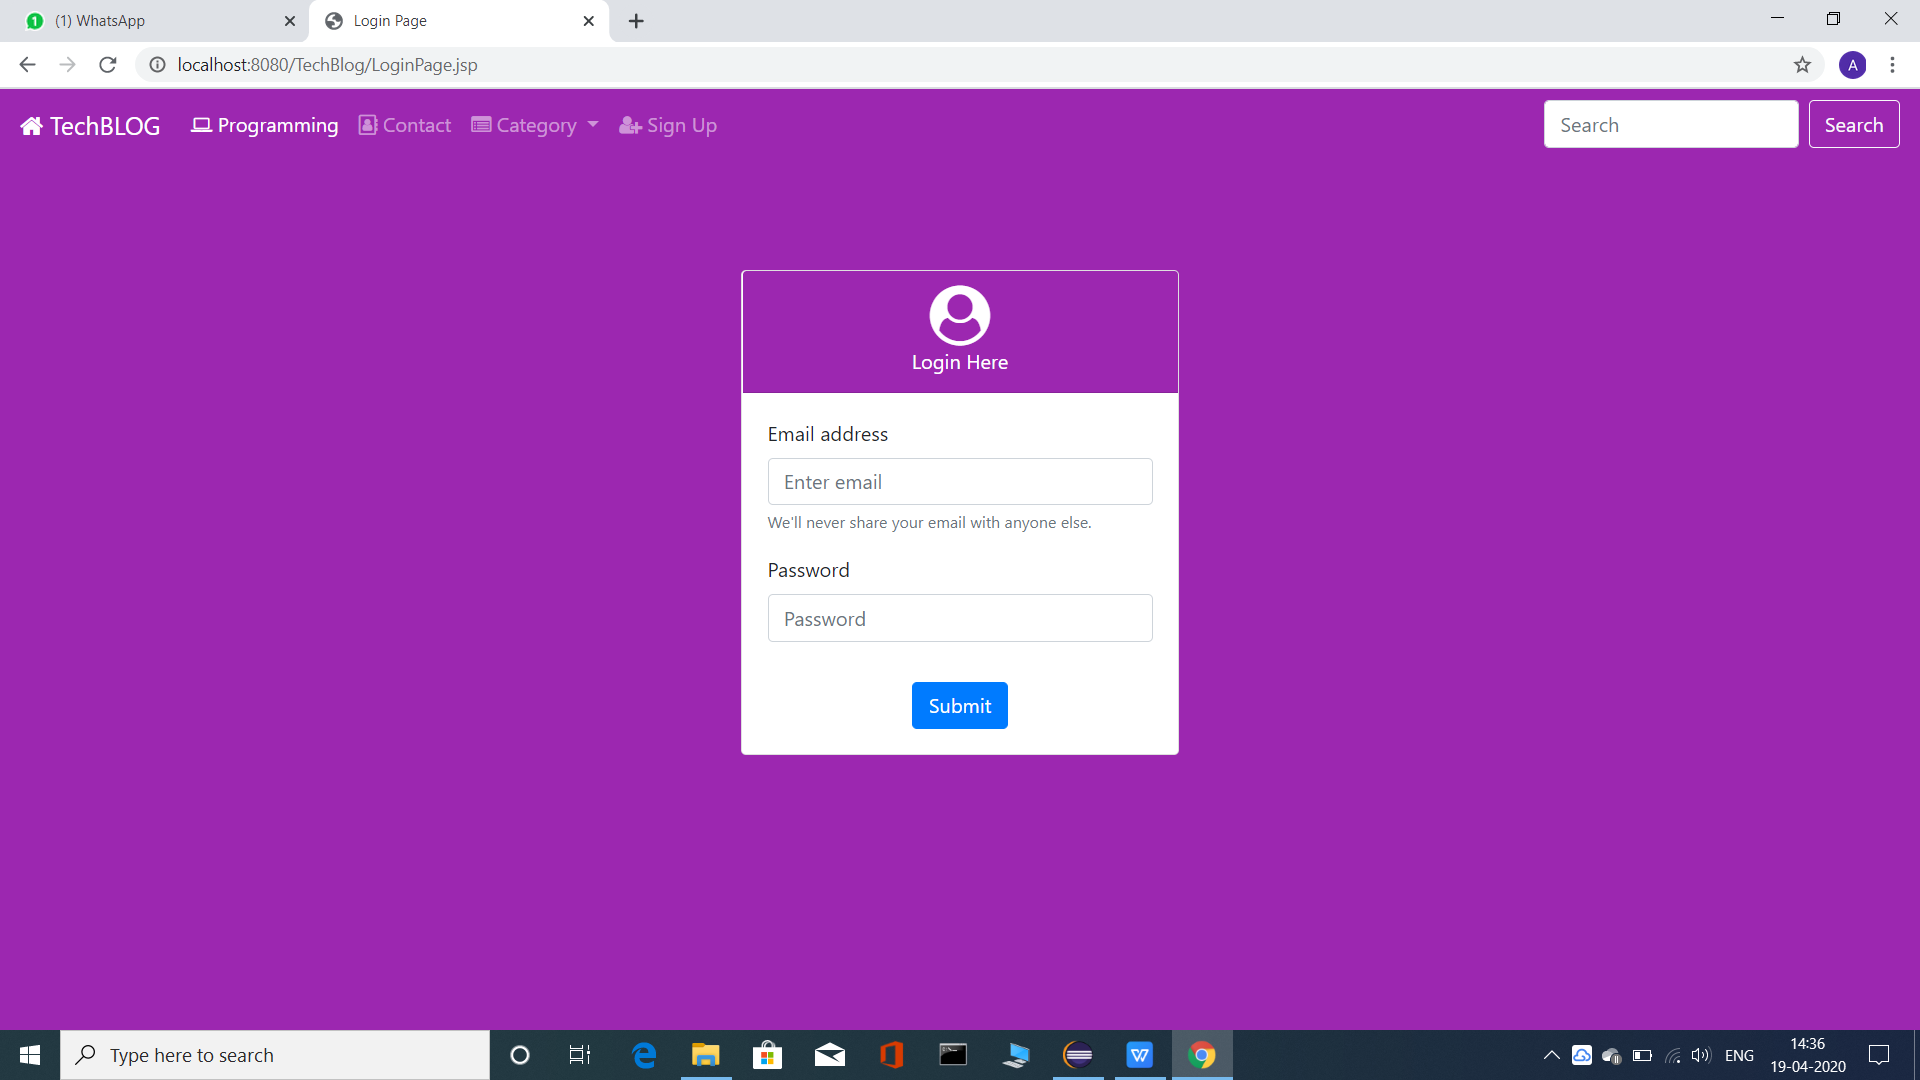 1 (1) WhatsApp
Login Page
localhost:8080/TechBlog/LoginPage.jsp
A
TechBLOG Programming Contact Category Sign Up Search Search
Login Here
Email address
Enter email
We'll never share your email with anyone else.
Password
Password
Submit
Type here to search
W
ENG
14:36
19-04-2020